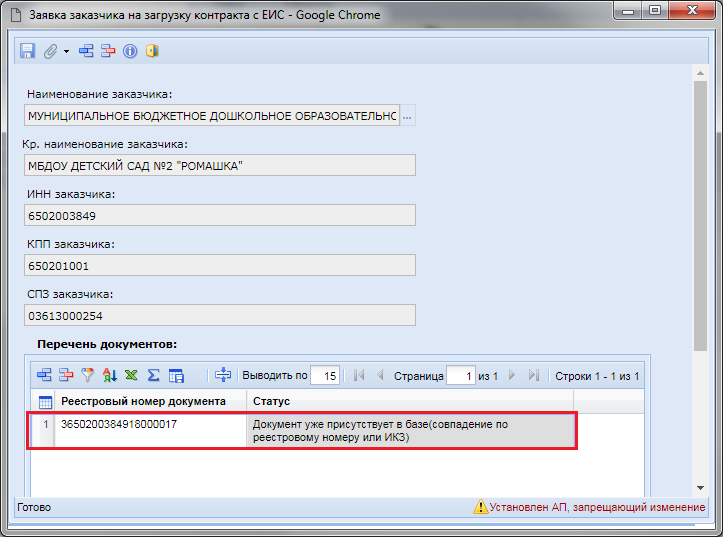 Заявка заказчика на загрузку контракта с ЕИС - Google Chrome
Наименование заказчика:
МУНИЦИПАЛЬНОЕ БЮДЖЕТНОЕ ДОШКОЛЬНОЕ ОБРАЗОВАТЕЛЬНО ...
Кр. наименование заказчика:
МБДОУ ДЕТСКИЙ САД №2 "РОМАШКА"
ИНН заказчика:
6502003849
КПП заказчика:
650201001
СПЗ заказчика:
03613000254
Перечень документов:
Выводить по 15 Страница 1 из 1 Строки 1 - 1 из 1
Реестровый номер документа Статус
1 3650200384918000017 Документ уже присутствует в базе(совпадение по
реестровому номеру или ИКЗ)
Готово Установлен АП, запрещающий изменение